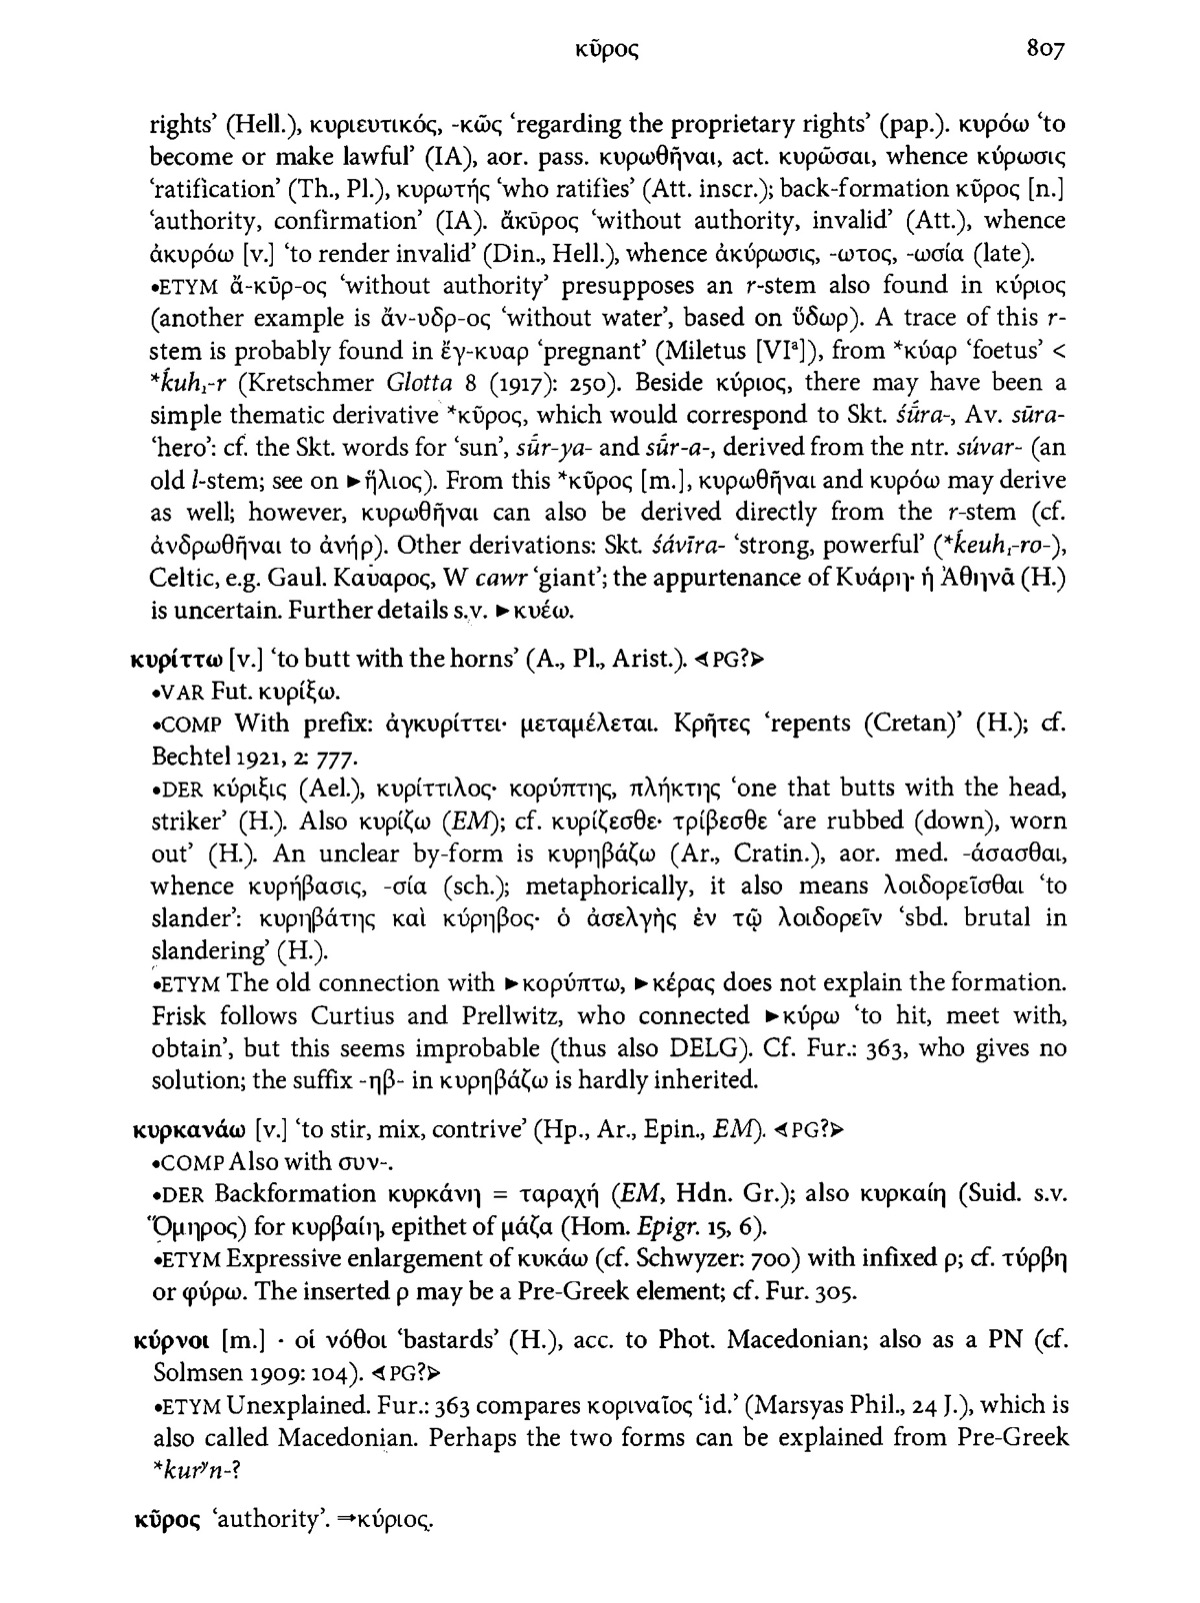 κῦρος 807
rights’ (Hell.), κυριευτικός, -κῶς ‘regarding the proprietary rights’ (pap.). κυρόω ‘to
become or make lawful’ (IA), aor. pass. κυρωθῆναι, act. κυρῶσαι, whence κύρωσις
‘ratification’ (Th., Pl.), κυρωτής ‘who ratifies’ (Att. inscr.); back-formation κῦρος [n.]
‘authority, confirmation’ (IA). ἄκῡρος ‘without authority, invalid’ (Att.), whence
ἀκυρόω [v.] ‘to render invalid’ (Din., Hell.), whence ἀκύρωσις, -ωτος, -ωσία (late).
•ETYM ἄ-κῡρ-ος ‘without authority’ presupposes an r-stem also found in κύριος
(another example is ἄν-υδρ-ος ‘without water’, based on ὕδωρ). A trace of this r-
stem is probably found in ἔγ-κυαρ ‘pregnant’ (Miletus [VIᵃ]), from *κύαρ ‘foetus’ <
*ḱuh₁-r (Kretschmer Glotta 8 (1917): 250). Beside κύριος, there may have been a
simple thematic derivative *κῦρος, which would correspond to Skt. śū́ra-, Av. sūra-
‘hero’: cf. the Skt. words for ‘sun’, sū́r-ya- and sū́r-a-, derived from the ntr. súvar- (an
old l-stem; see on ►ἥλιος). From this *κῦρος [m.], κυρωθῆναι and κυρόω may derive
as well; however, κυρωθῆναι can also be derived directly from the r-stem (cf.
ἀνδρωθῆναι to ἀνήρ). Other derivations: Skt. śávīra- ‘strong, powerful’ (*ḱeuh₁-ro-),
Celtic, e.g. Gaul. Καύαρος, W cawr ‘giant’; the appurtenance of Κυάρη· ἡ Ἀθηνᾶ (H.)
is uncertain. Further details s.v. ►κυέω.
κυρίττω [v.] ‘to butt with the horns’ (A., Pl., Arist.). ⊲PG?⊳
•VAR Fut. κυρίξω.
•COMP With prefix: ἀγκυρίττει· μεταμέλεται. Κρῆτες ‘repents (Cretan)’ (H.); cf.
Bechtel 1921, 2: 777.
•DER κύριξις (Ael.), κυρίττιλος· κορύπτης, πλήκτης ‘one that butts with the head,
striker’ (H.). Also κυρίζω (EM); cf. κυρίζεσθε· τρίβεσθε ‘are rubbed (down), worn
out’ (H.). An unclear by-form is κυρηβάζω (Ar., Cratin.), aor. med. -άσασθαι,
whence κυρήβασις, -σία (sch.); metaphorically, it also means λοιδορεῖσθαι ‘to
slander’: κυρηβάτης καὶ κύρηβος· ὁ ἀσελγὴς ἐν τῷ λοιδορεῖν ‘sbd. brutal in
slandering’ (H.).
•ETYM The old connection with ►κορύπτω, ►κέρας does not explain the formation.
Frisk follows Curtius and Prellwitz, who connected ►κύρω ‘to hit, meet with,
obtain’, but this seems improbable (thus also DELG). Cf. Fur.: 363, who gives no
solution; the suffix -ηβ- in κυρηβάζω is hardly inherited.
κυρκανάω [v.] ‘to stir, mix, contrive’ (Hp., Ar., Epin., EM). ⊲PG?⊳
•COMP Also with συν-.
•DER Backformation κυρκάνη = ταραχή (EM, Hdn. Gr.); also κυρκαίη (Suid. s.v.
Ὅμηρος) for κυρβαίη, epithet of μάζα (Hom. Epigr. 15, 6).
•ETYM Expressive enlargement of κυκάω (cf. Schwyzer: 700) with infixed ρ; cf. τύρβη
or φύρω. The inserted ρ may be a Pre-Greek element; cf. Fur. 305.
κύρνοι [m.] · οἱ νόθοι ‘bastards’ (H.), acc. to Phot. Macedonian; also as a PN (cf.
Solmsen 1909: 104). ⊲PG?⊳
•ETYM Unexplained. Fur.: 363 compares κοριναῖος ‘id.’ (Marsyas Phil., 24 J.), which is
also called Macedonian. Perhaps the two forms can be explained from Pre-Greek
*kurʸn-?
κῦρος ‘authority’. ⇒κύριος.